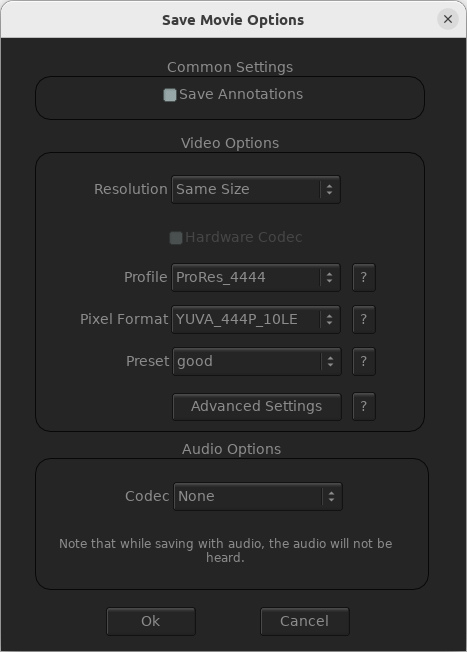 Save Movie Options
Common Settings
Save Annotations
Video Options
Resolution Same Size
Hardware Codec
Profile ProRes_4444 ?
Pixel Format YUVA_444P_10LE ?
Preset good ?
Advanced Settings ?
Audio Options
Codec None
Note that while saving with audio, the audio will not be
heard.
Ok Cancel